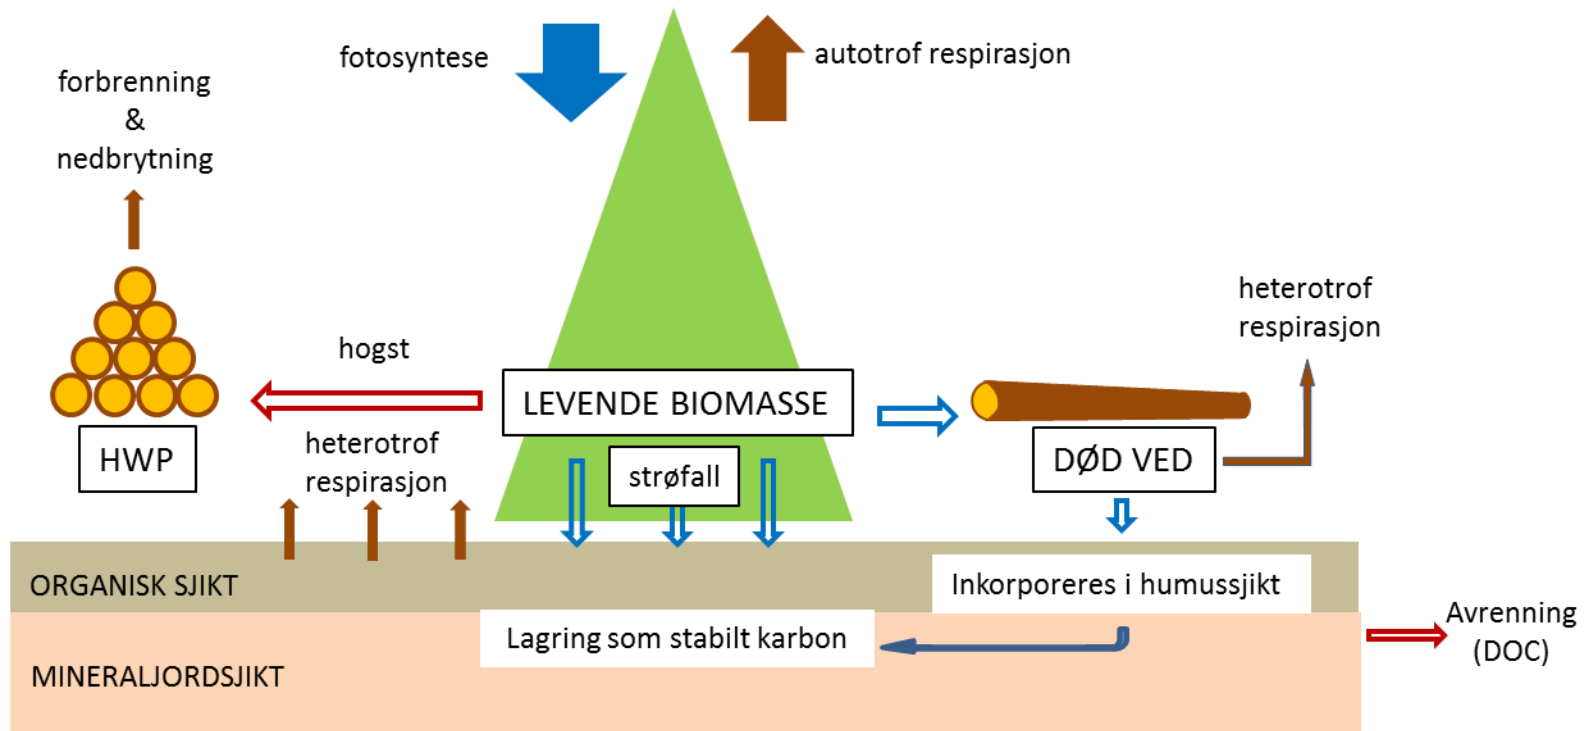 fotosyntese
autotrof respirasjon
forbrenning
&
nedbrytning
heterotrof
respirasjon
hogst
LEVENDE BIOMASSE
HWP
heterotrof
respirasjon
strøfall
DØD VED
ORGANISK SJIKT
Inkorporeres i humussjikt
Lagring som stabilt karbon
Avrenning
(DOC)
MINERALJORDSJIKT